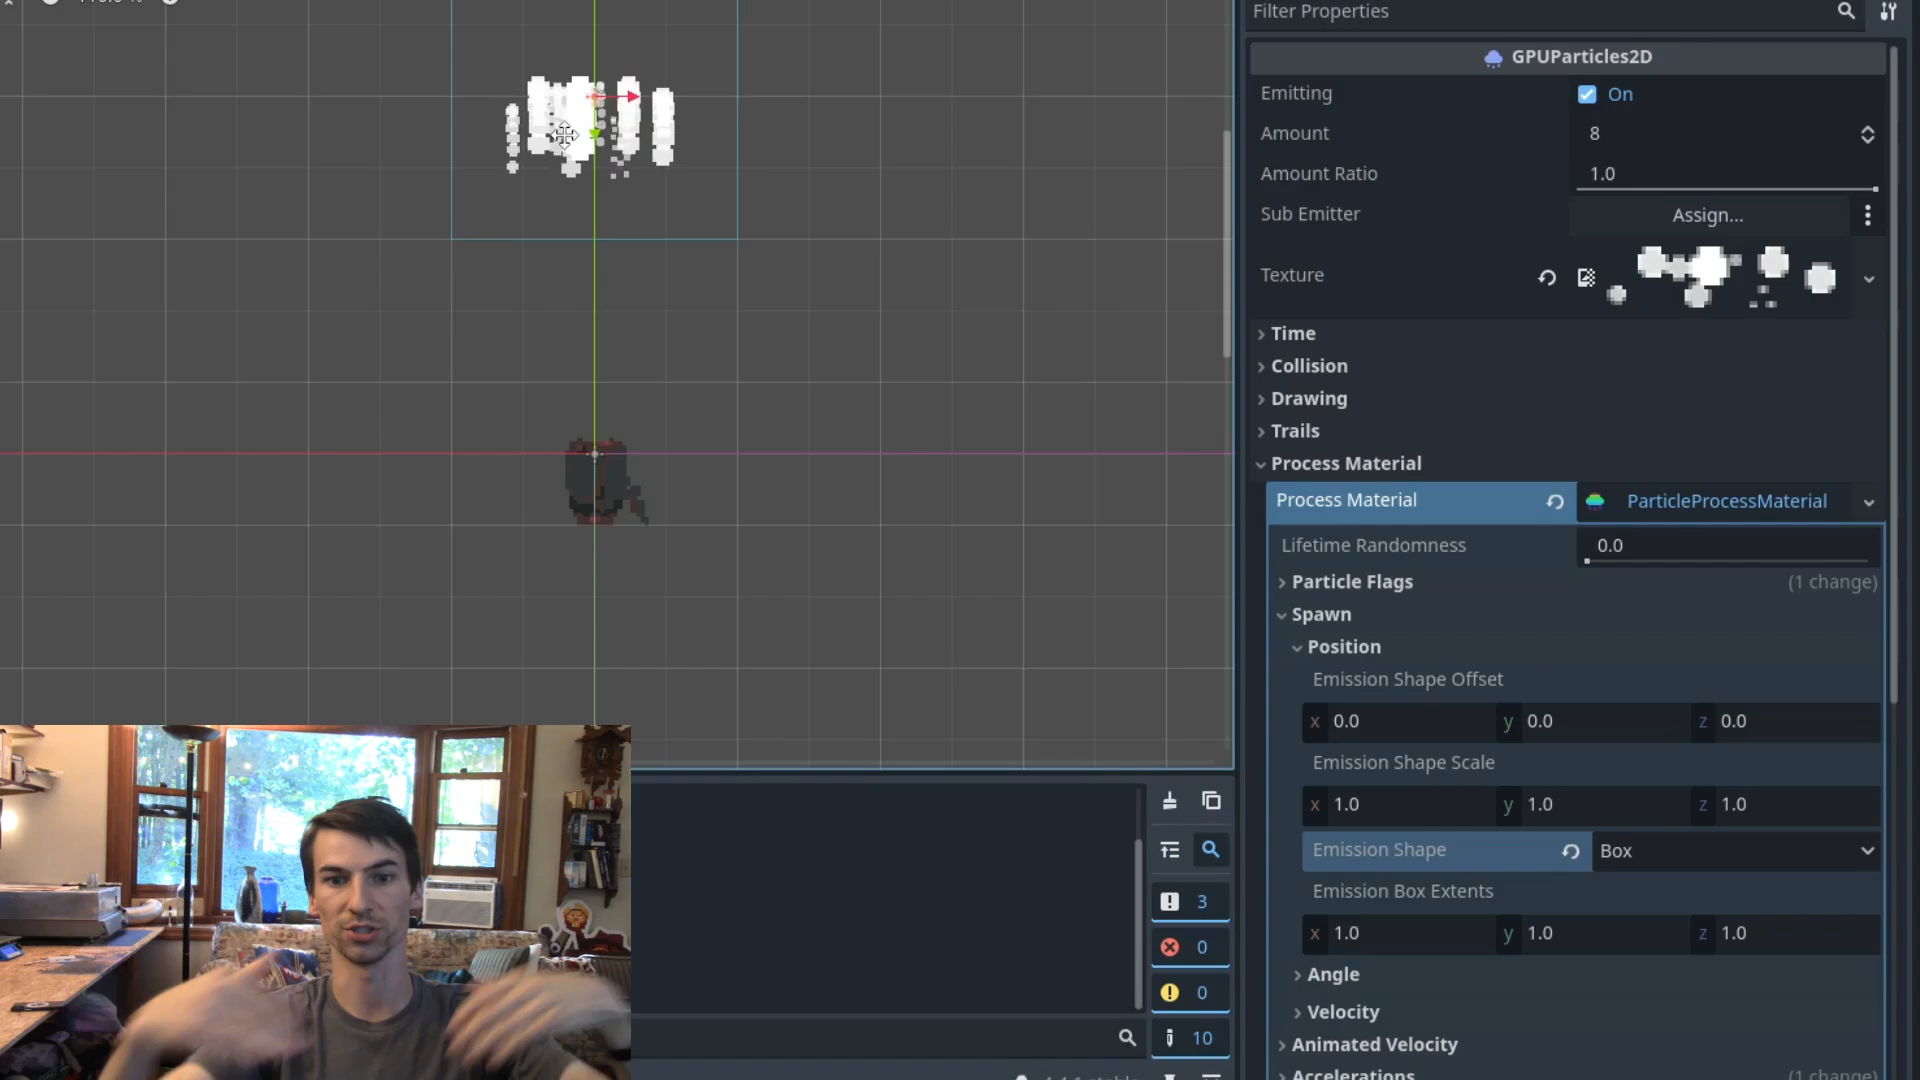 Filter Properties
GPUParticles2D
Emitting
On
Amount
8
Amount Ratio
1.0
Sub Emitter
Assign...
Texture
Time
Collision
Drawing
Trails
Process Material
Process Material
ParticleProcessMaterial
Lifetime Randomness
0.0
Particle Flags
(1 change)
Spawn
Position
Emission Shape Offset
x 0.0 y 0.0 z 0.0
Emission Shape Scale
x 1.0 y 1.0 z 1.0
Emission Shape
Box
Emission Box Extents
x 1.0 y 1.0 z 1.0
Angle
Velocity
Animated Velocity
Accelerations
(1 change)
3
0
0
10